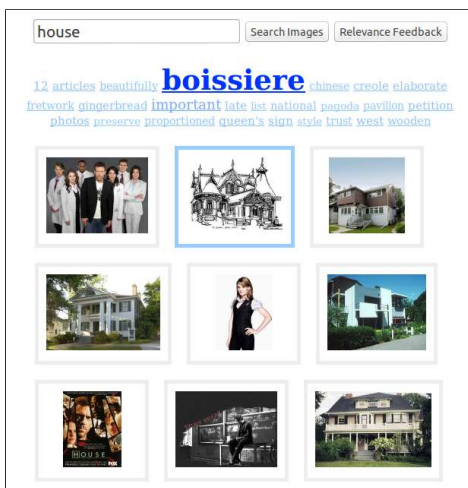 house Search Images Relevance Feedback
12 articles beautifully boissiere chinese creole elaborate
fretwork gingerbread important late list national pagoda pavilion petition
photos preserve proportioned queen's sign style trust west wooden
HOUSE
FOX